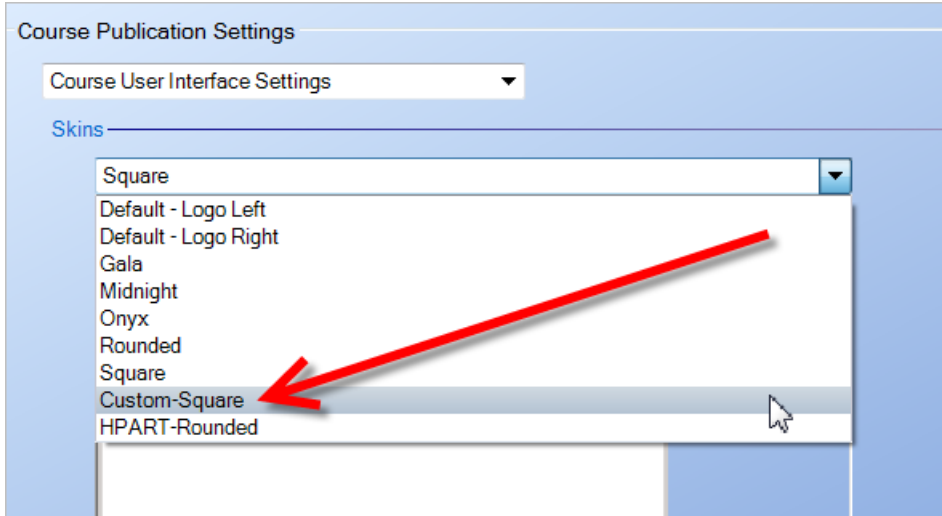 Course Publication Settings
Course User Interface Settings
Skins
Square
Default - Logo Left
Default - Logo Right
Gala
Midnight
Onyx
Rounded
Square
Custom-Square
HPART-Rounded